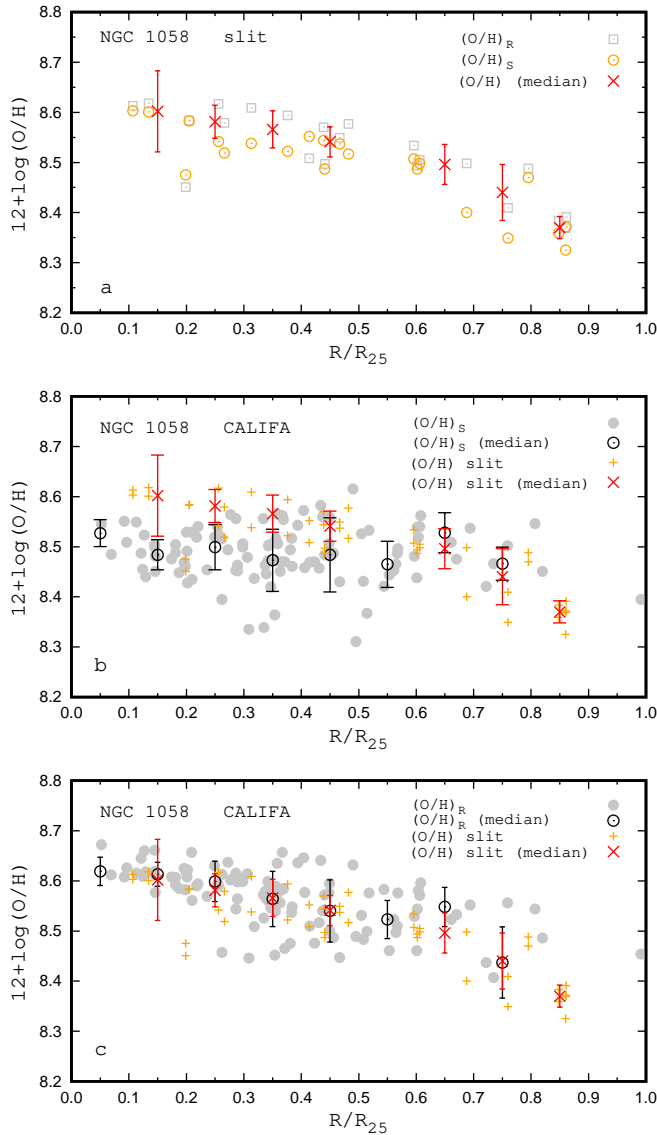 NGC 1058 slit
(O/H)R
(O/H)S
(O/H) (median)
12+log(O/H)
8.8
8.7
8.6
8.5
8.4
8.3
8.2
a
0.0 0.1 0.2 0.3 0.4 0.5 0.6 0.7 0.8 0.9 1.0
R/R25
NGC 1058 CALIFA
(O/H)S
(O/H)S (median)
(O/H) slit
(O/H) slit (median)
12+log(O/H)
8.8
8.7
8.6
8.5
8.4
8.3
8.2
b
0.0 0.1 0.2 0.3 0.4 0.5 0.6 0.7 0.8 0.9 1.0
R/R25
NGC 1058 CALIFA
(O/H)R
(O/H)R (median)
(O/H) slit
(O/H) slit (median)
12+log(O/H)
8.8
8.7
8.6
8.5
8.4
8.3
8.2
c
0.0 0.1 0.2 0.3 0.4 0.5 0.6 0.7 0.8 0.9 1.0
R/R25